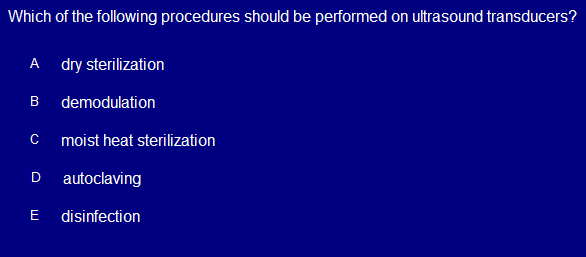 Which of the following procedures should be performed on ultrasound transducers?
A dry sterilization
B demodulation
C moist heat sterilization
D autoclaving
E disinfection